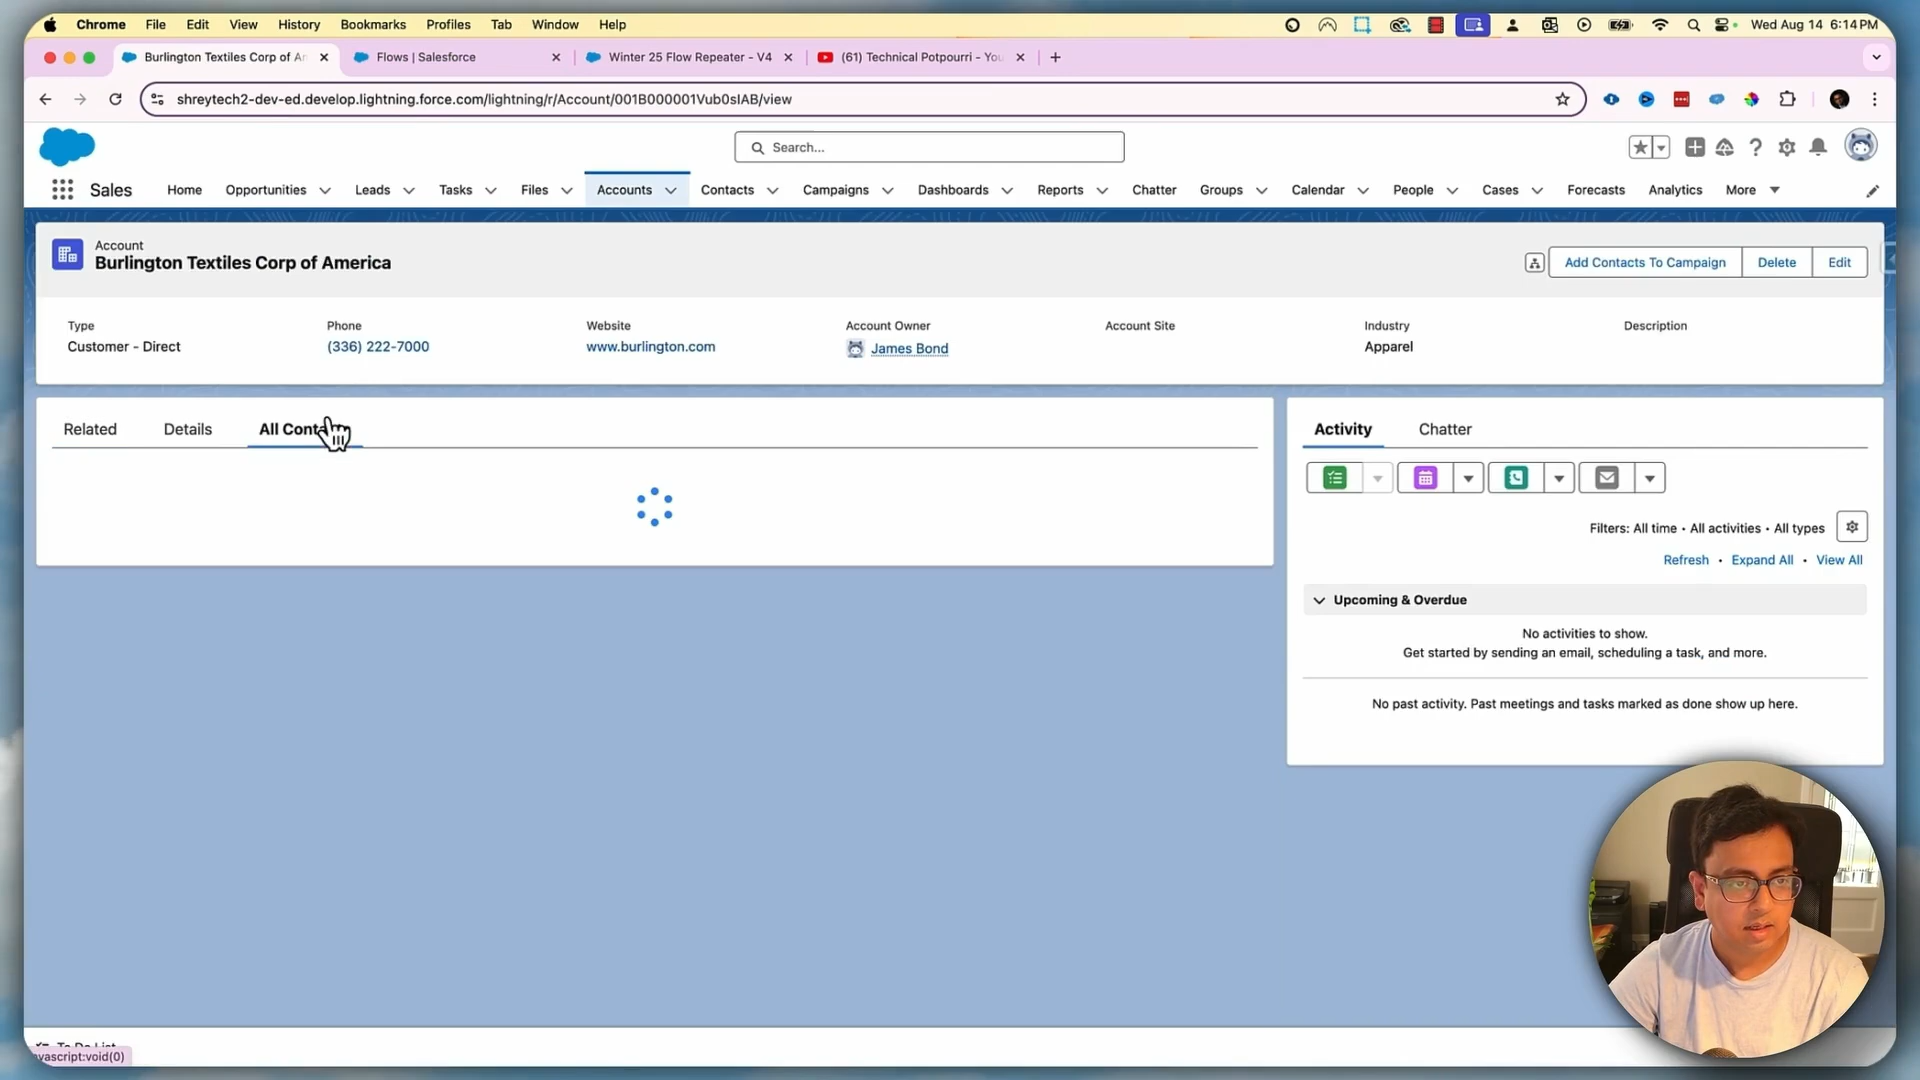 Chrome File Edit View History Bookmarks Profiles Tab Window Help Wed Aug 14 6:14 PM
Burlington Textiles Corp of Am Flows | Salesforce Winter 25 Flow Repeater - V4 (61) Technical Potpourri - You
shreytech2-dev-ed.develop.lightning.force.com/lightning/r/Account/001B000001Vub0sIAB/view
Search...
Sales Home Opportunities Leads Tasks Files Accounts Contacts Campaigns Dashboards Reports Chatter Groups Calendar People Cases Forecasts Analytics More
Account
Burlington Textiles Corp of America
Add Contacts To Campaign Delete Edit
Type Phone Website Account Owner Account Site Industry Description
Customer - Direct (336) 222-7000 www.burlington.com James Bond Apparel
Related Details All Conta
Activity Chatter
Filters: All time • All activities • All types
Refresh • Expand All • View All
Upcoming & Overdue
No activities to show.
Get started by sending an email, scheduling a task, and more.
No past activity. Past meetings and tasks marked as done show up here.
To Do List
avascript:void(0)